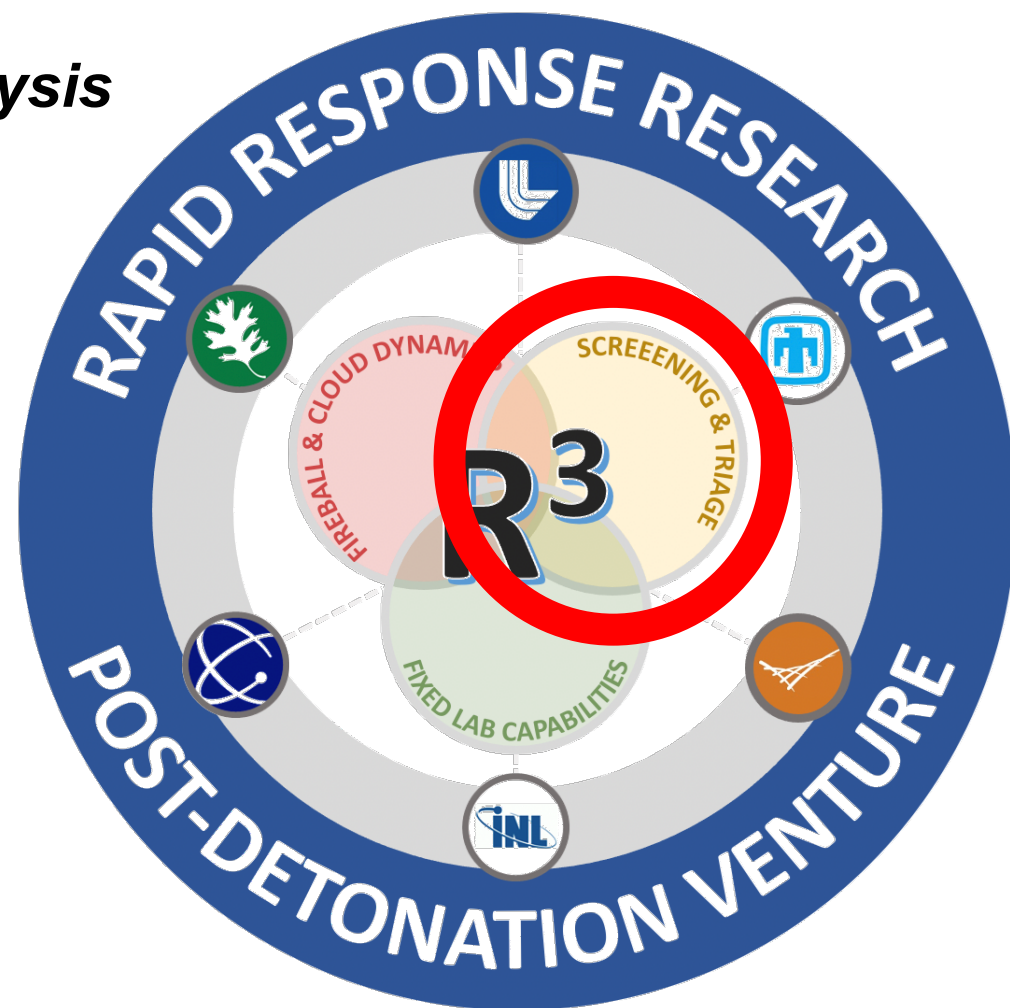 ysis
RAPID RESPONSE RESEARCH
FIREBALL & CLOUD DYNAM
SCREEENING & TRIAGE
R3
FIXED LAB CAPABILITIES
INL
POST-DETONATION VENTURE